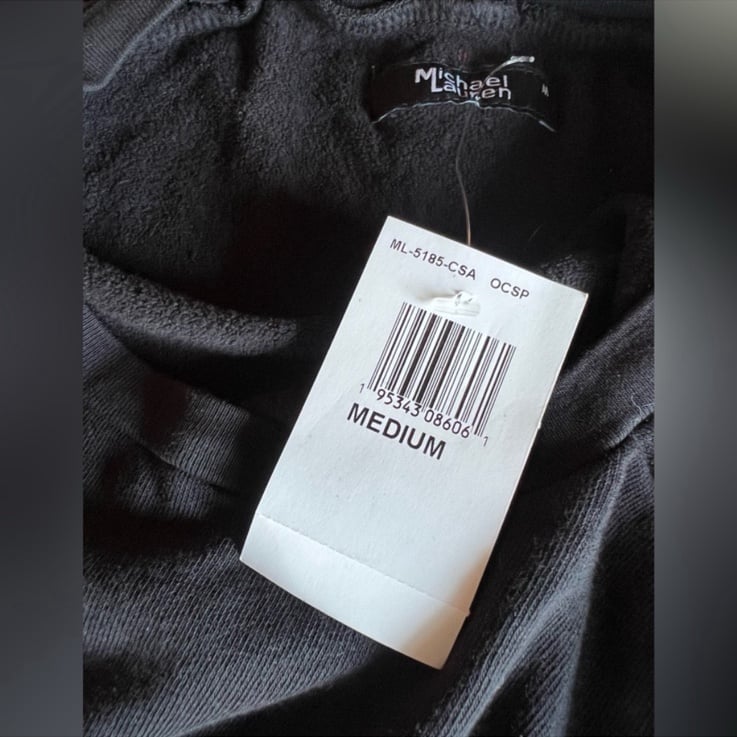 Michael
Lauren
M
ML-5185-CSA OCSP
1 95343 08606 1
MEDIUM